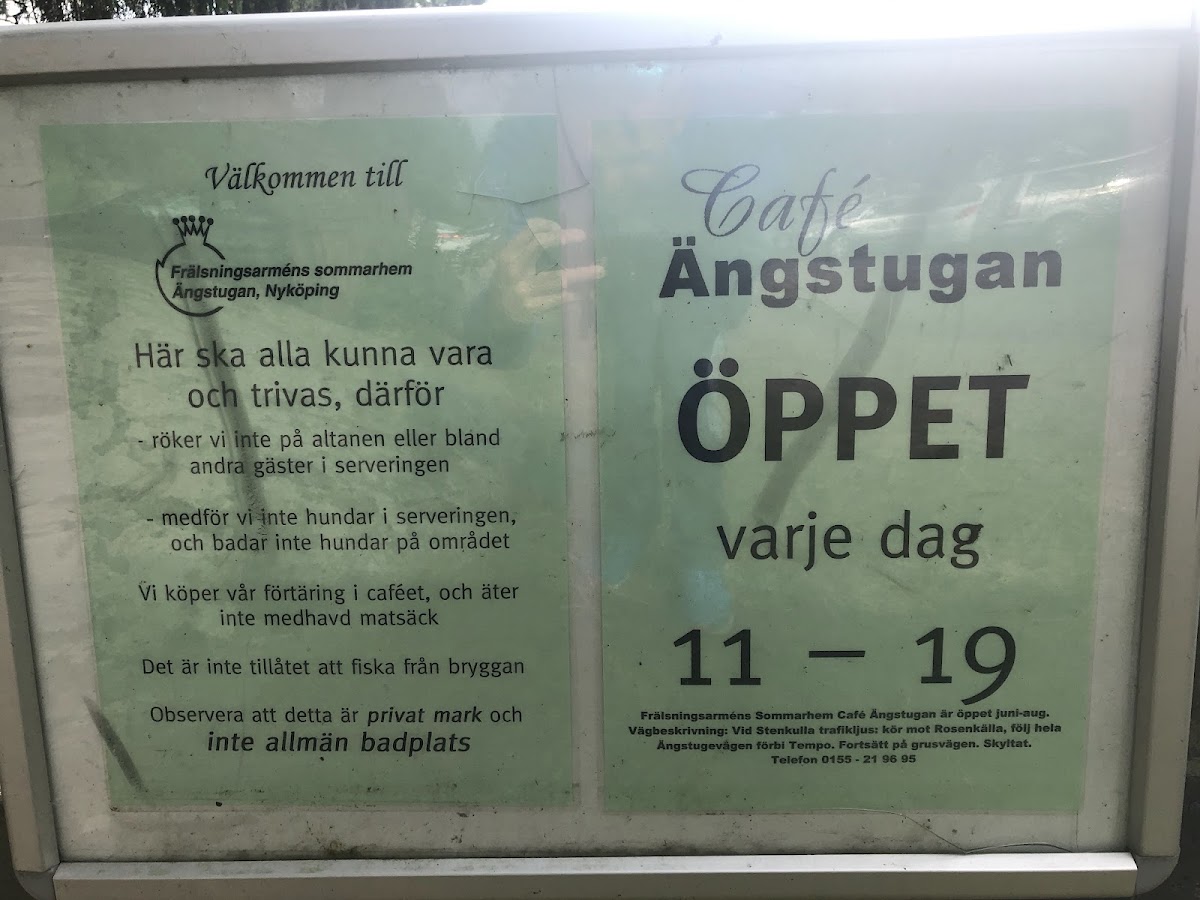 Välkommen till
Frälsningsarméns sommarhem
Ängstugan, Nyköping
Här ska alla kunna vara
och trivas, därför
- röker vi inte på altanen eller bland
andra gäster i serveringen
- medför vi inte hundar i serveringen,
och badar inte hundar på området
Vi köper vår förtäring i caféet, och äter
inte medhavd matsäck
Det är inte tillåtet att fiska från bryggan
Observera att detta är privat mark och
inte allmän badplats
Café
Ängstugan
ÖPPET
varje dag
11 – 19
Frälsningsarméns Sommarhem Café Ängstugan är öppet juni-aug.
Vägbeskrivning: Vid Stenkulla trafikljus: kör mot Rosenkälla, följ hela
Ängstugevägen förbi Tempo. Fortsätt på grusvägen. Skyltat.
Telefon 0155 - 21 96 95